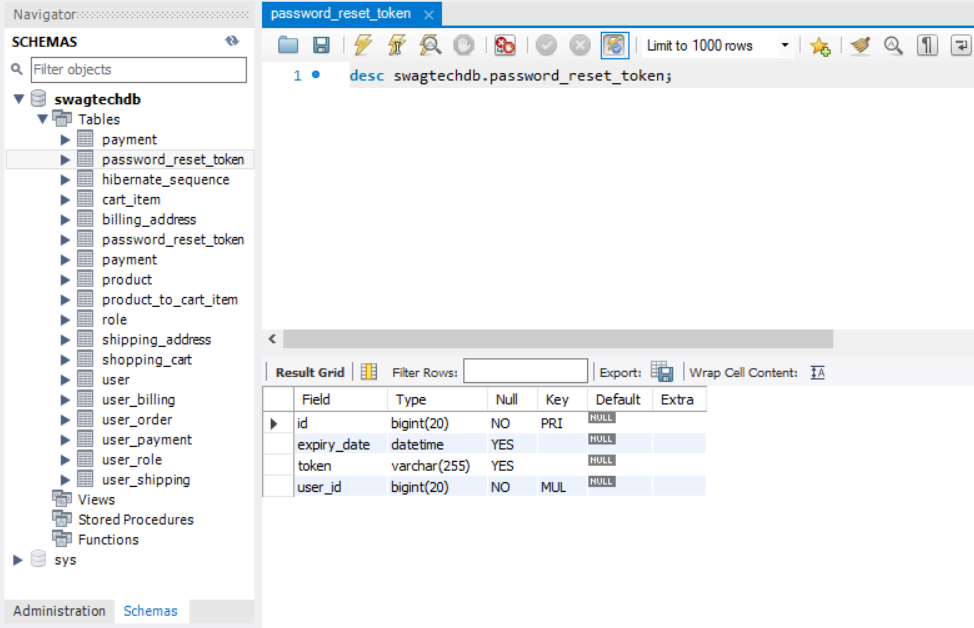 Navigator
SCHEMAS
Filter objects
swagtechdb
Tables
payment
password_reset_token
hibernate_sequence
cart_item
billing_address
password_reset_token
payment
product
product_to_cart_item
role
shipping_address
shopping_cart
user
user_billing
user_order
user_payment
user_role
user_shipping
Views
Stored Procedures
Functions
sys
Administration Schemas
password_reset_token
Limit to 1000 rows
1 desc swagtechdb.password_reset_token;
Result Grid Filter Rows: Export: Wrap Cell Content: IA
Field Type Null Key Default Extra
id bigint(20) NO PRI NULL
expiry_date datetime YES NULL
token varchar(255) YES NULL
user_id bigint(20) NO MUL NULL